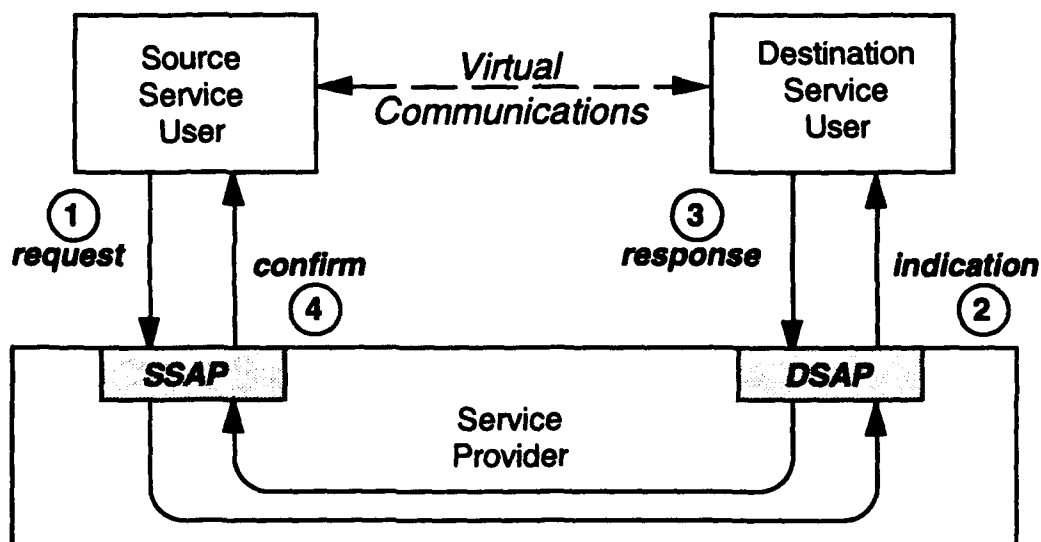 Source
Service
User
Virtual
Communications
Destination
Service
User
1
request
confirm
4
3
response
indication
2
SSAP
DSAP
Service
Provider